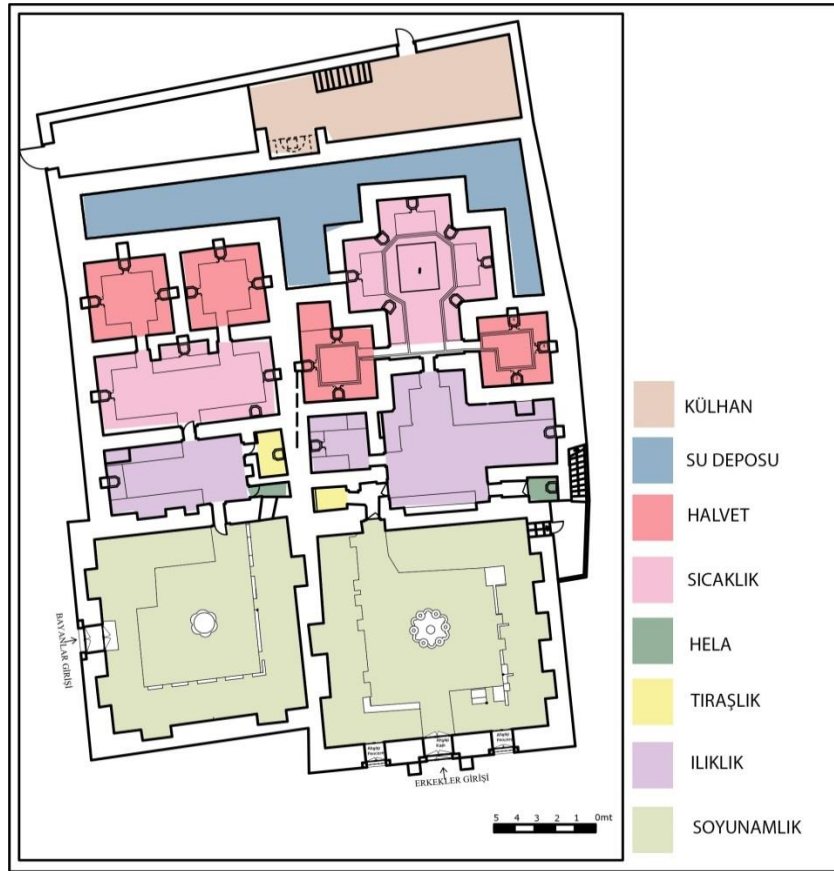 KÜLHAN
SU DEPOSU
HALVET
SICAKLIK
HELA
TIRAŞLIK
ILIKLIK
SOYUNAMLIK
BAYANLAR GİRİŞİ
ERKEKLER GİRİŞİ
5 4 3 2 1 0mt